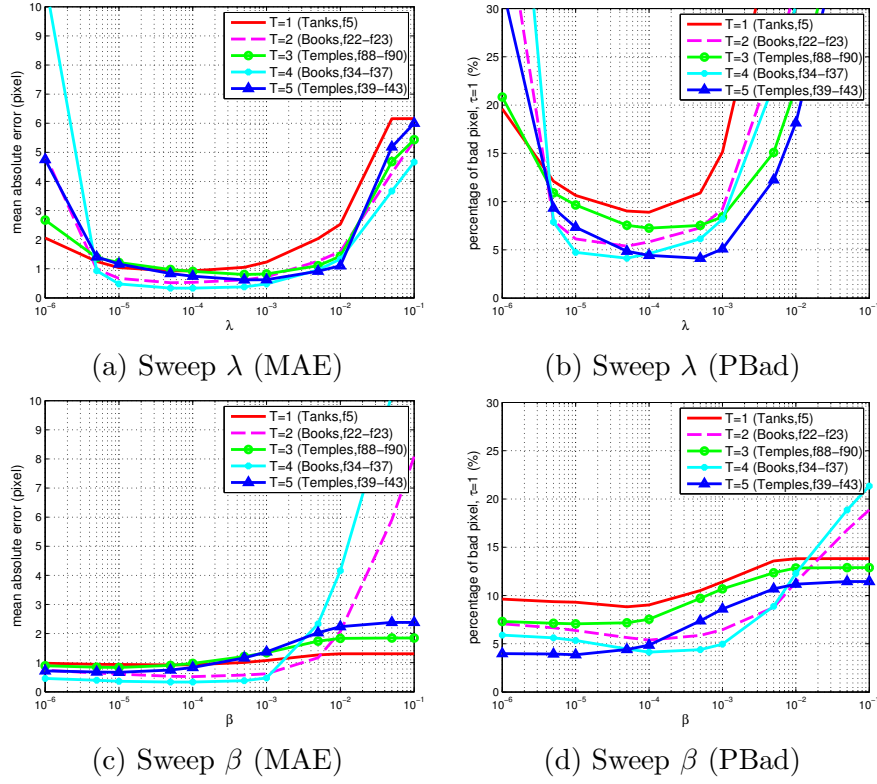 mean absolute error (pixel)
10
9
8
7
6
5
4
3
2
1
0
10⁻⁶ 10⁻⁵ 10⁻⁴ 10⁻³ 10⁻² 10⁻¹
λ
T=1 (Tanks,f5)
T=2 (Books,f22−f23)
T=3 (Temples,f88−f90)
T=4 (Books,f34−f37)
T=5 (Temples,f39−f43)
(a) Sweep λ (MAE)
percentage of bad pixel, τ=1 (%)
30
25
20
15
10
5
0
10⁻⁶ 10⁻⁵ 10⁻⁴ 10⁻³ 10⁻² 10⁻¹
λ
T=1 (Tanks,f5)
T=2 (Books,f22−f23)
T=3 (Temples,f88−f90)
T=4 (Books,f34−f37)
T=5 (Temples,f39−f43)
(b) Sweep λ (PBad)
mean absolute error (pixel)
10
9
8
7
6
5
4
3
2
1
0
10⁻⁶ 10⁻⁵ 10⁻⁴ 10⁻³ 10⁻² 10⁻¹
β
T=1 (Tanks,f5)
T=2 (Books,f22−f23)
T=3 (Temples,f88−f90)
T=4 (Books,f34−f37)
T=5 (Temples,f39−f43)
(c) Sweep β (MAE)
percentage of bad pixel, τ=1 (%)
30
25
20
15
10
5
0
10⁻⁶ 10⁻⁵ 10⁻⁴ 10⁻³ 10⁻² 10⁻¹
β
T=1 (Tanks,f5)
T=2 (Books,f22−f23)
T=3 (Temples,f88−f90)
T=4 (Books,f34−f37)
T=5 (Temples,f39−f43)
(d) Sweep β (PBad)